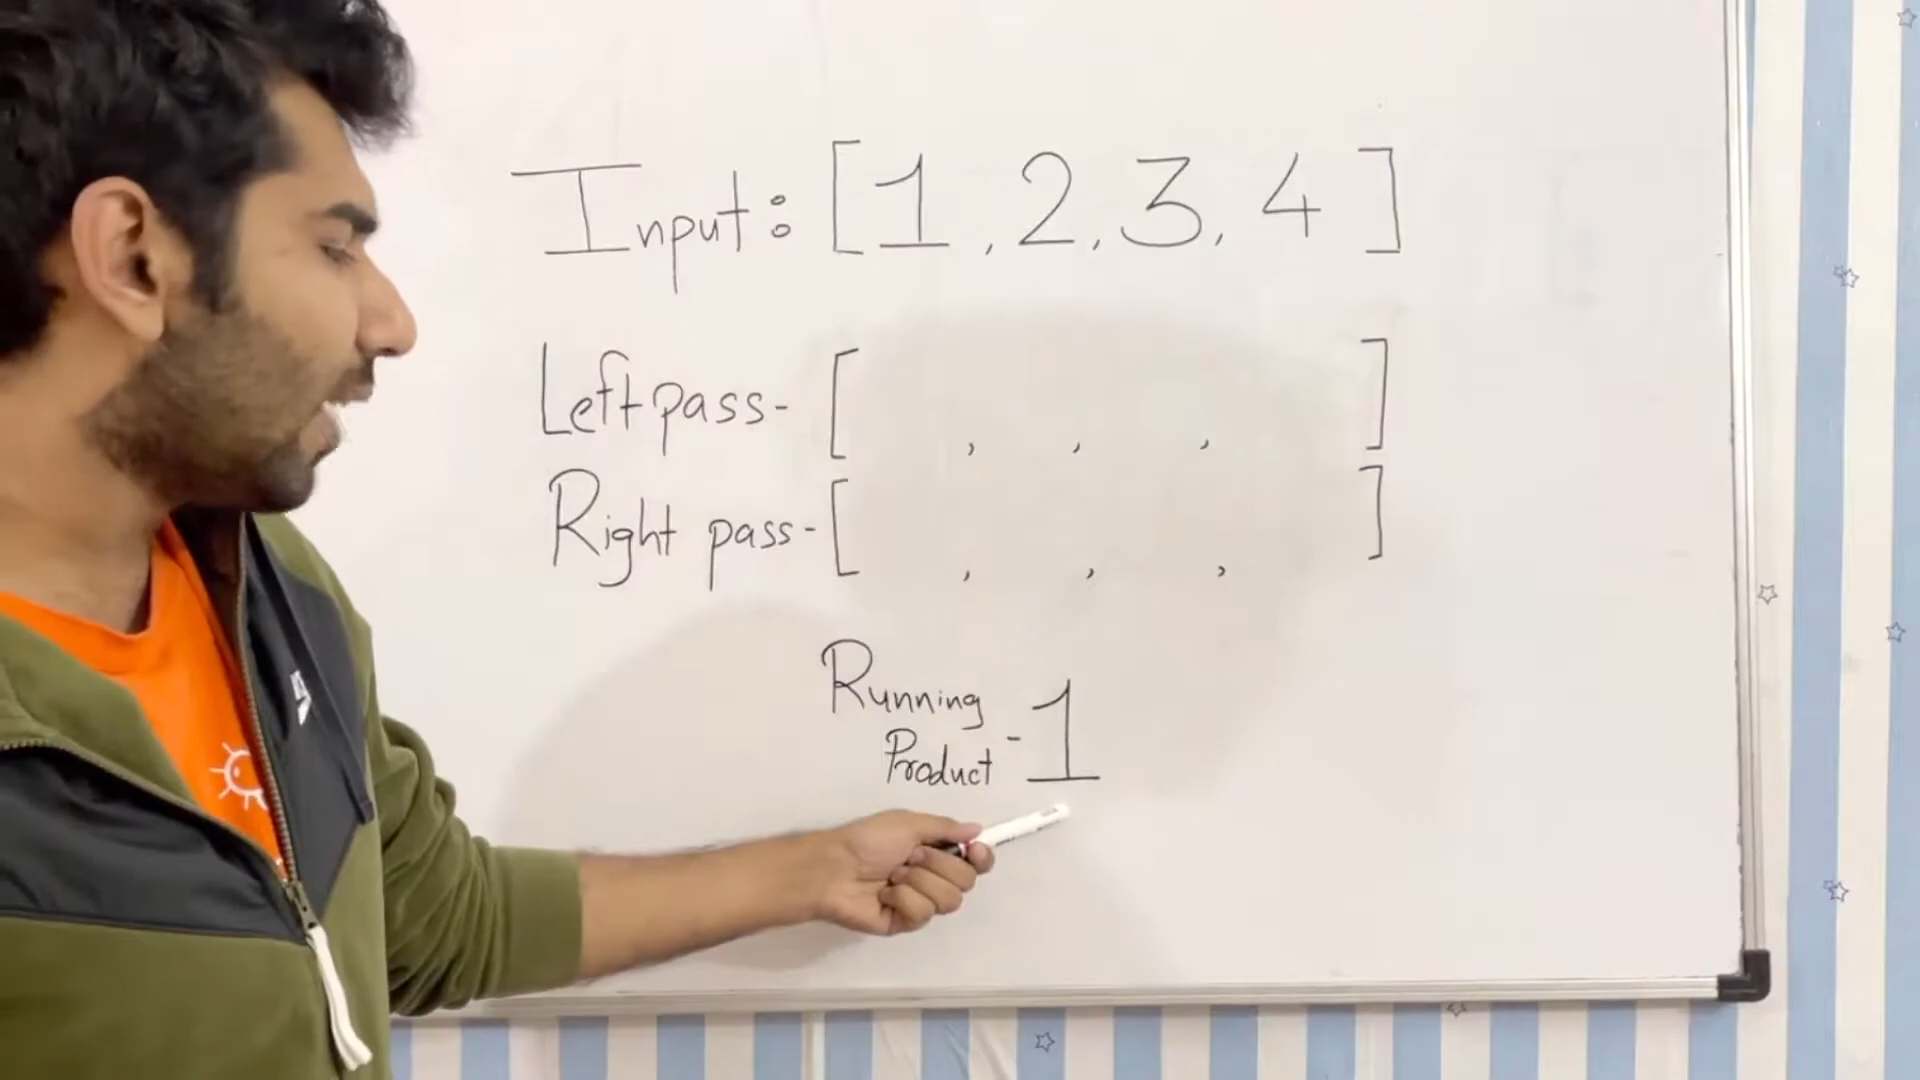 Input: [1, 2, 3, 4]
Left pass- [ , , , ]
Right pass- [ , , , ]
Running
Product - 1